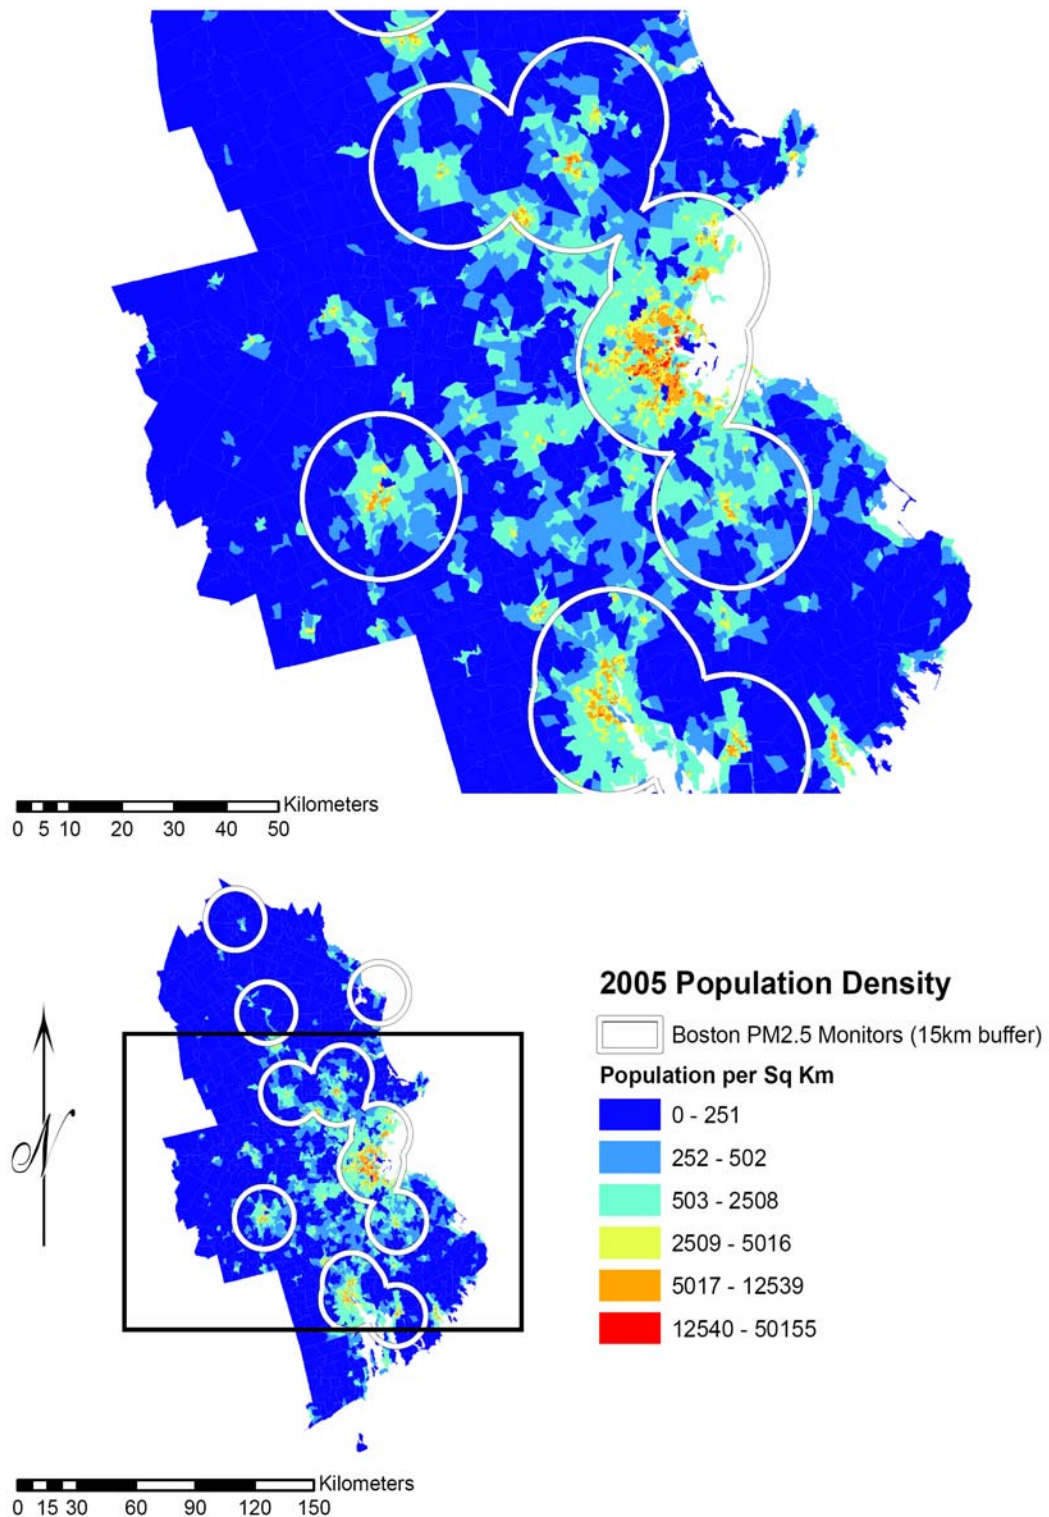 Kilometers
0 5 10 20 30 40 50
N
2005 Population Density
Boston PM2.5 Monitors (15km buffer)
Population per Sq Km
0 - 251
252 - 502
503 - 2508
2509 - 5016
5017 - 12539
12540 - 50155
Kilometers
0 15 30 60 90 120 150